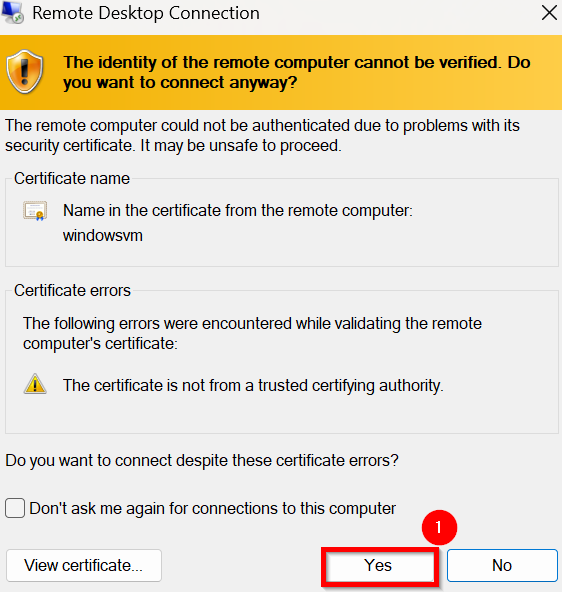 Remote Desktop Connection
The identity of the remote computer cannot be verified. Do
you want to connect anyway?
The remote computer could not be authenticated due to problems with its
security certificate. It may be unsafe to proceed.
Certificate name
Name in the certificate from the remote computer:
windowsvm
Certificate errors
The following errors were encountered while validating the remote
computer's certificate:
The certificate is not from a trusted certifying authority.
Do you want to connect despite these certificate errors?
Don't ask me again for connections to this computer
1
View certificate...
Yes
No